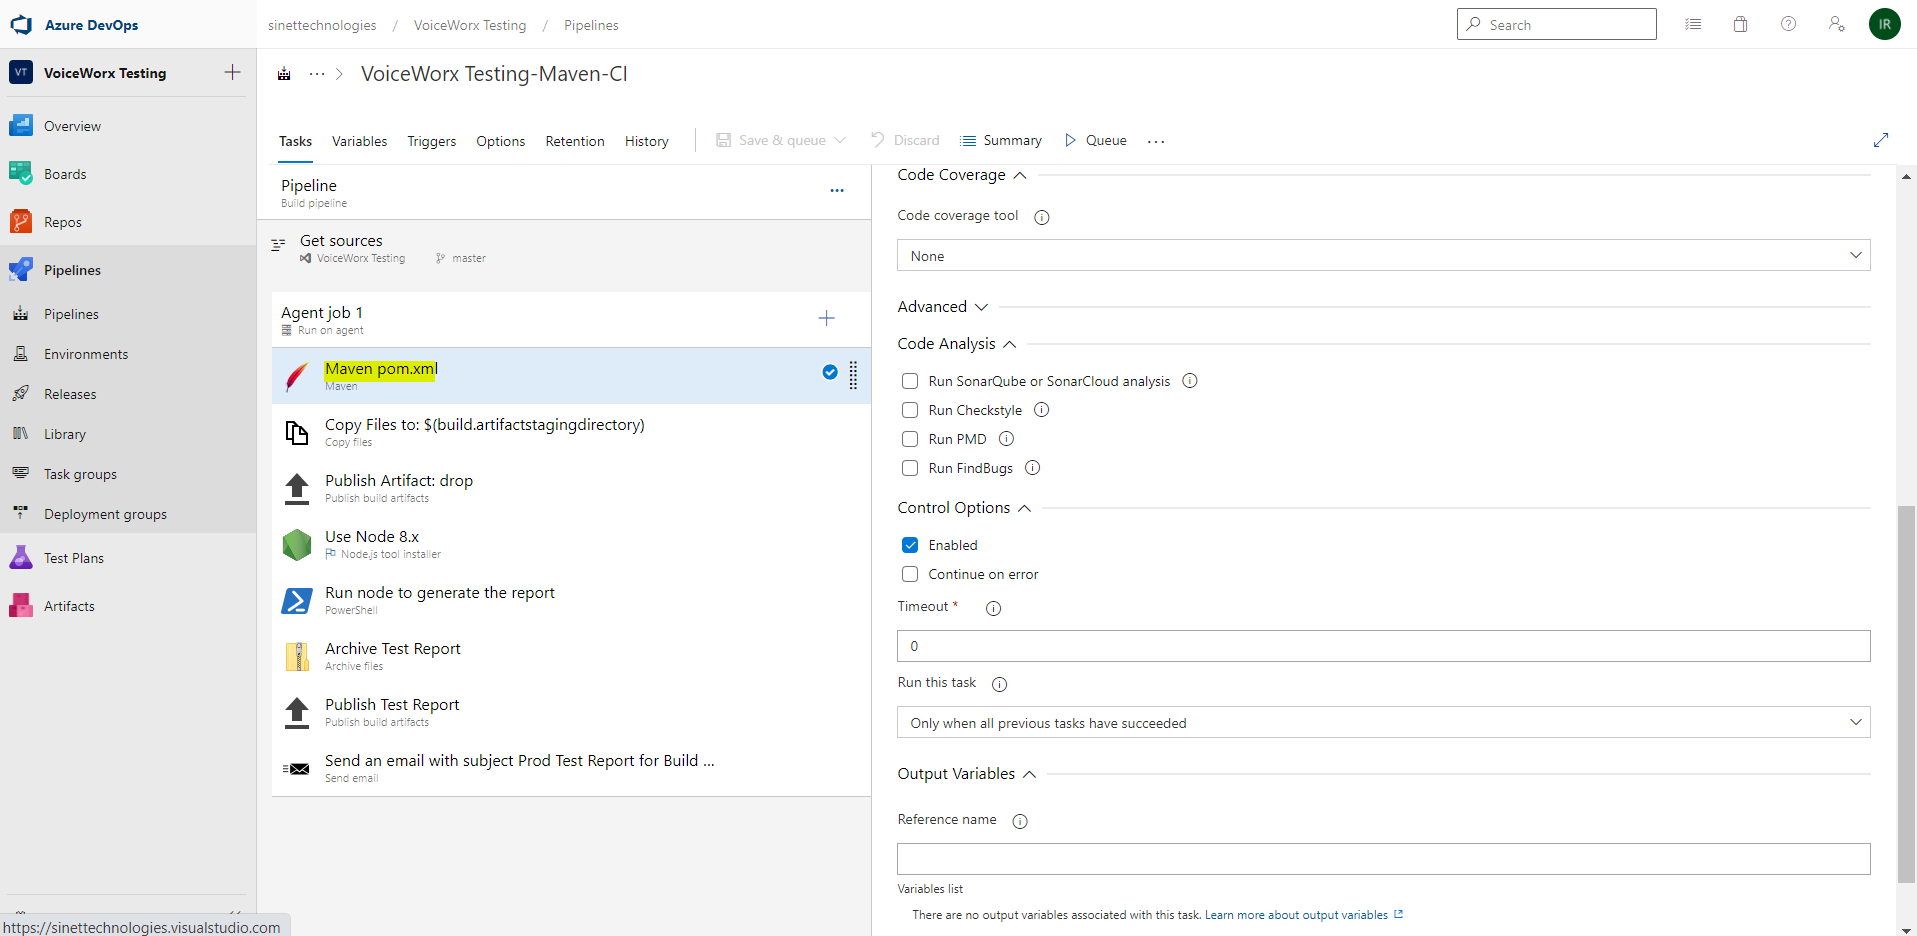 Azure DevOps
sinettechnologies / VoiceWorx Testing / Pipelines
Search
IR
VT VoiceWorx Testing
Overview
Boards
Repos
Pipelines
Pipelines
Environments
Releases
Library
Task groups
Deployment groups
Test Plans
Artifacts
https://sinettechnologies.visualstudio.com
... > VoiceWorx Testing-Maven-CI
Tasks Variables Triggers Options Retention History Save & queue Discard Summary Queue ...
Pipeline
Build pipeline
Get sources
VoiceWorx Testing master
Agent job 1
Run on agent
Maven pom.xml
Maven
Copy Files to: $(build.artifactstagingdirectory)
Copy files
Publish Artifact: drop
Publish build artifacts
Use Node 8.x
Node.js tool installer
Run node to generate the report
PowerShell
Archive Test Report
Archive files
Publish Test Report
Publish build artifacts
Send an email with subject Prod Test Report for Build ...
Send email
Code Coverage
Code coverage tool
None
Advanced
Code Analysis
Run SonarQube or SonarCloud analysis
Run Checkstyle
Run PMD
Run FindBugs
Control Options
Enabled
Continue on error
Timeout *
0
Run this task
Only when all previous tasks have succeeded
Output Variables
Reference name
Variables list
There are no output variables associated with this task. Learn more about output variables